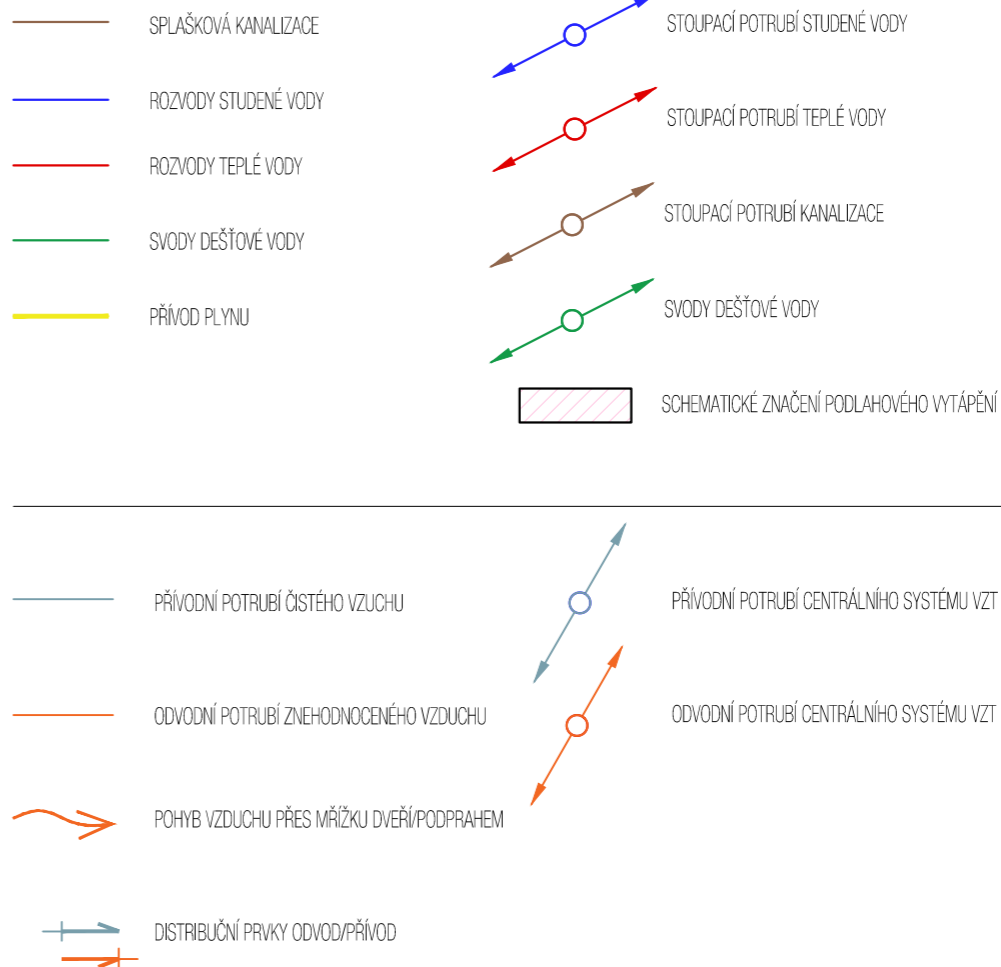 SPLAŠKOVÁ KANALIZACE
STOUPACÍ POTRUBÍ STUDENÉ VODY
ROZVODY STUDENÉ VODY
STOUPACÍ POTRUBÍ TEPLÉ VODY
ROZVODY TEPLÉ VODY
STOUPACÍ POTRUBÍ KANALIZACE
SVODY DEŠŤOVÉ VODY
SVODY DEŠŤOVÉ VODY
PŘÍVOD PLYNU
SCHEMATICKÉ ZNAČENÍ PODLAHOVÉHO VYTÁPĚNÍ
PŘÍVODNÍ POTRUBÍ ČISTÉHO VZUCHU
PŘÍVODNÍ POTRUBÍ CENTRÁLNÍHO SYSTÉMU VZT
ODVODNÍ POTRUBÍ ZNEHODNOCENÉHO VZDUCHU
ODVODNÍ POTRUBÍ CENTRÁLNÍHO SYSTÉMU VZT
POHYB VZDUCHU PŘES MŘÍŽKU DVEŘÍ/PODPRAHEM
DISTRIBUČNÍ PRVKY ODVOD/PŘÍVOD